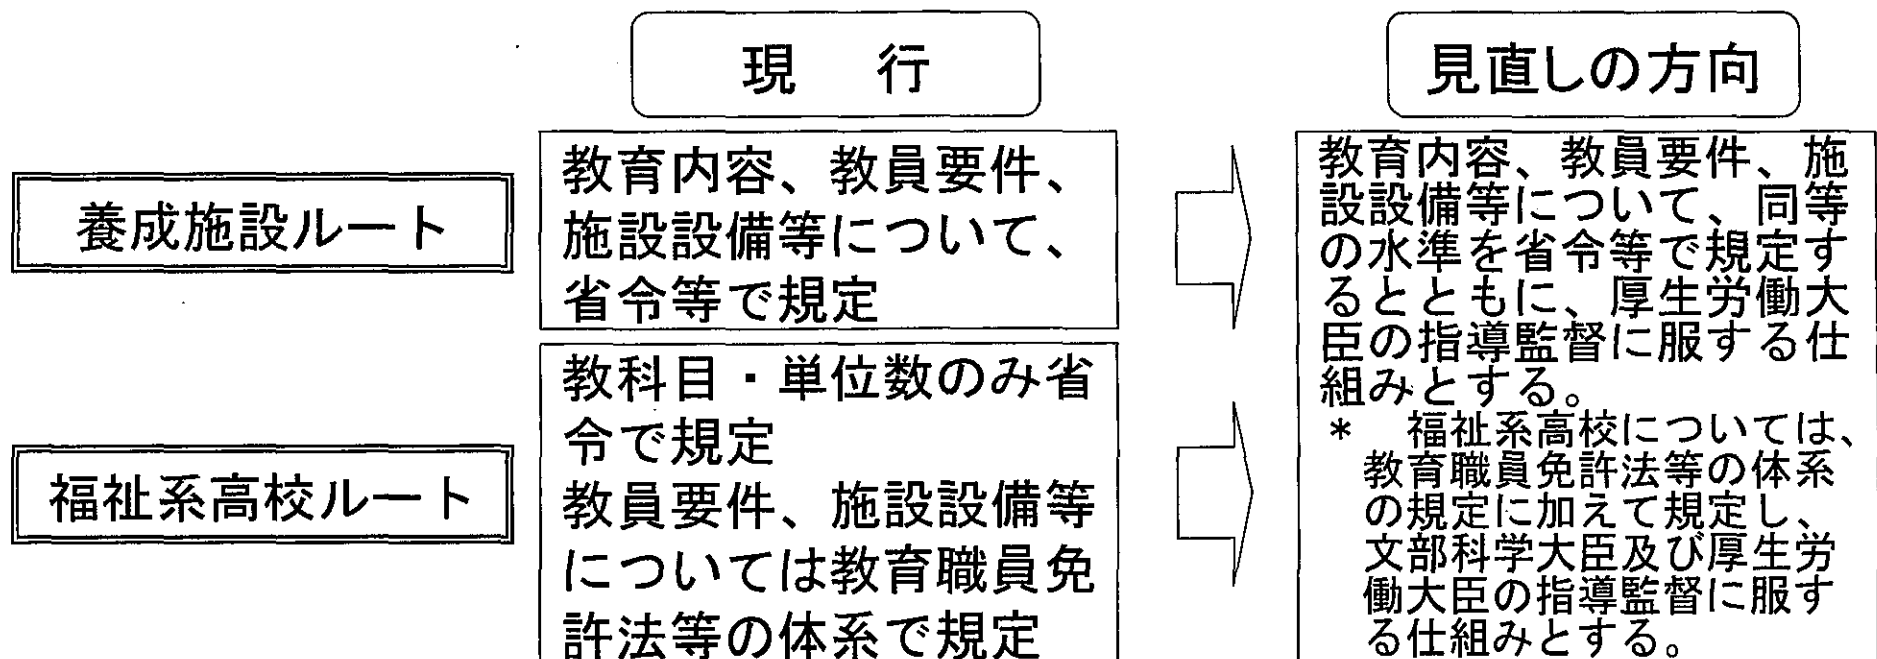 現 行
見直しの方向
養成施設ルート
教育内容、教員要件、
施設設備等について、
省令等で規定
福祉系高校ルート
教科目・単位数のみ省
令で規定
教員要件、施設設備等
については教育職員免
許法等の体系で規定
教育内容、教員要件、施
設設備等について、同等
の水準を省令等で規定す
るとともに、厚生労働大
臣の指導監督に服する仕
組みとする。
* 福祉系高校については、
教育職員免許法等の体系
の規定に加えて規定し、
文部科学大臣及び厚生労
働大臣の指導監督に服す
る仕組みとする。